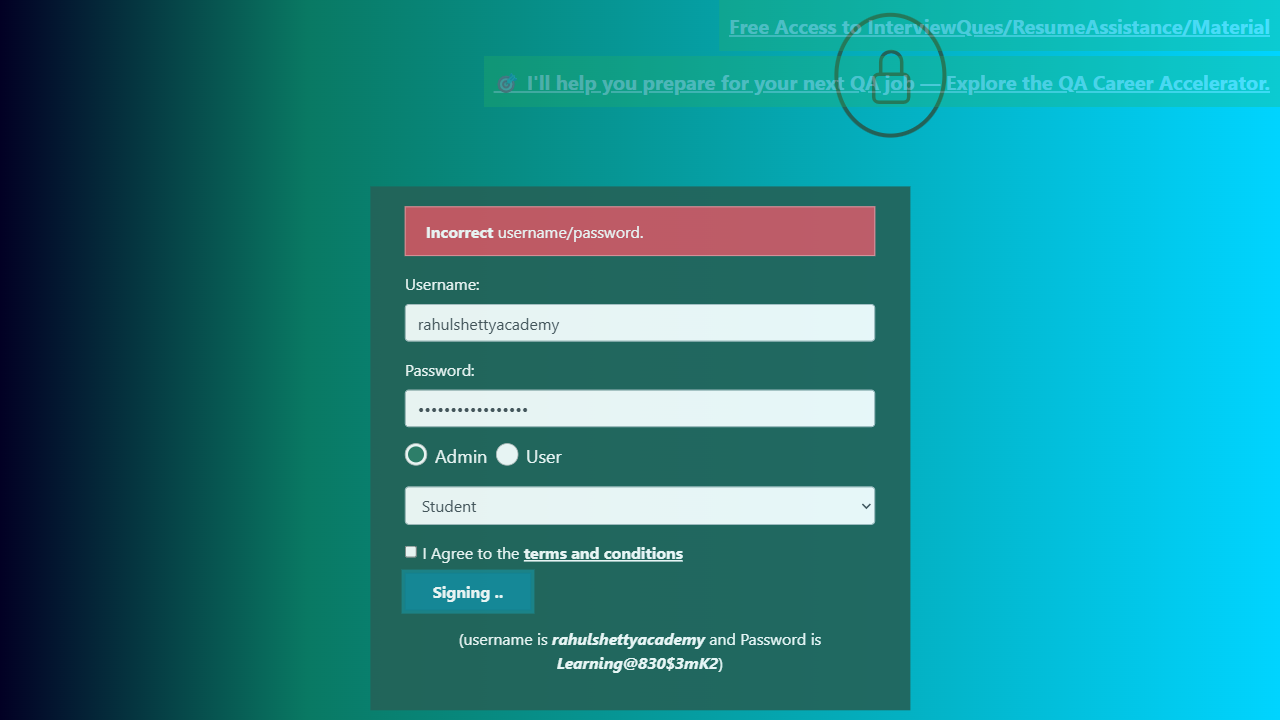 Free Access to InterviewQues/ResumeAssistance/Material
🎯 I'll help you prepare for your next QA job — Explore the QA Career Accelerator.
Incorrect username/password.
Username:
rahulshettyacademy
Password:
•••••••••••••••••
Admin User
Student
I Agree to the terms and conditions
Signing ..
(username is rahulshettyacademy and Password is
Learning@830$3mK2)